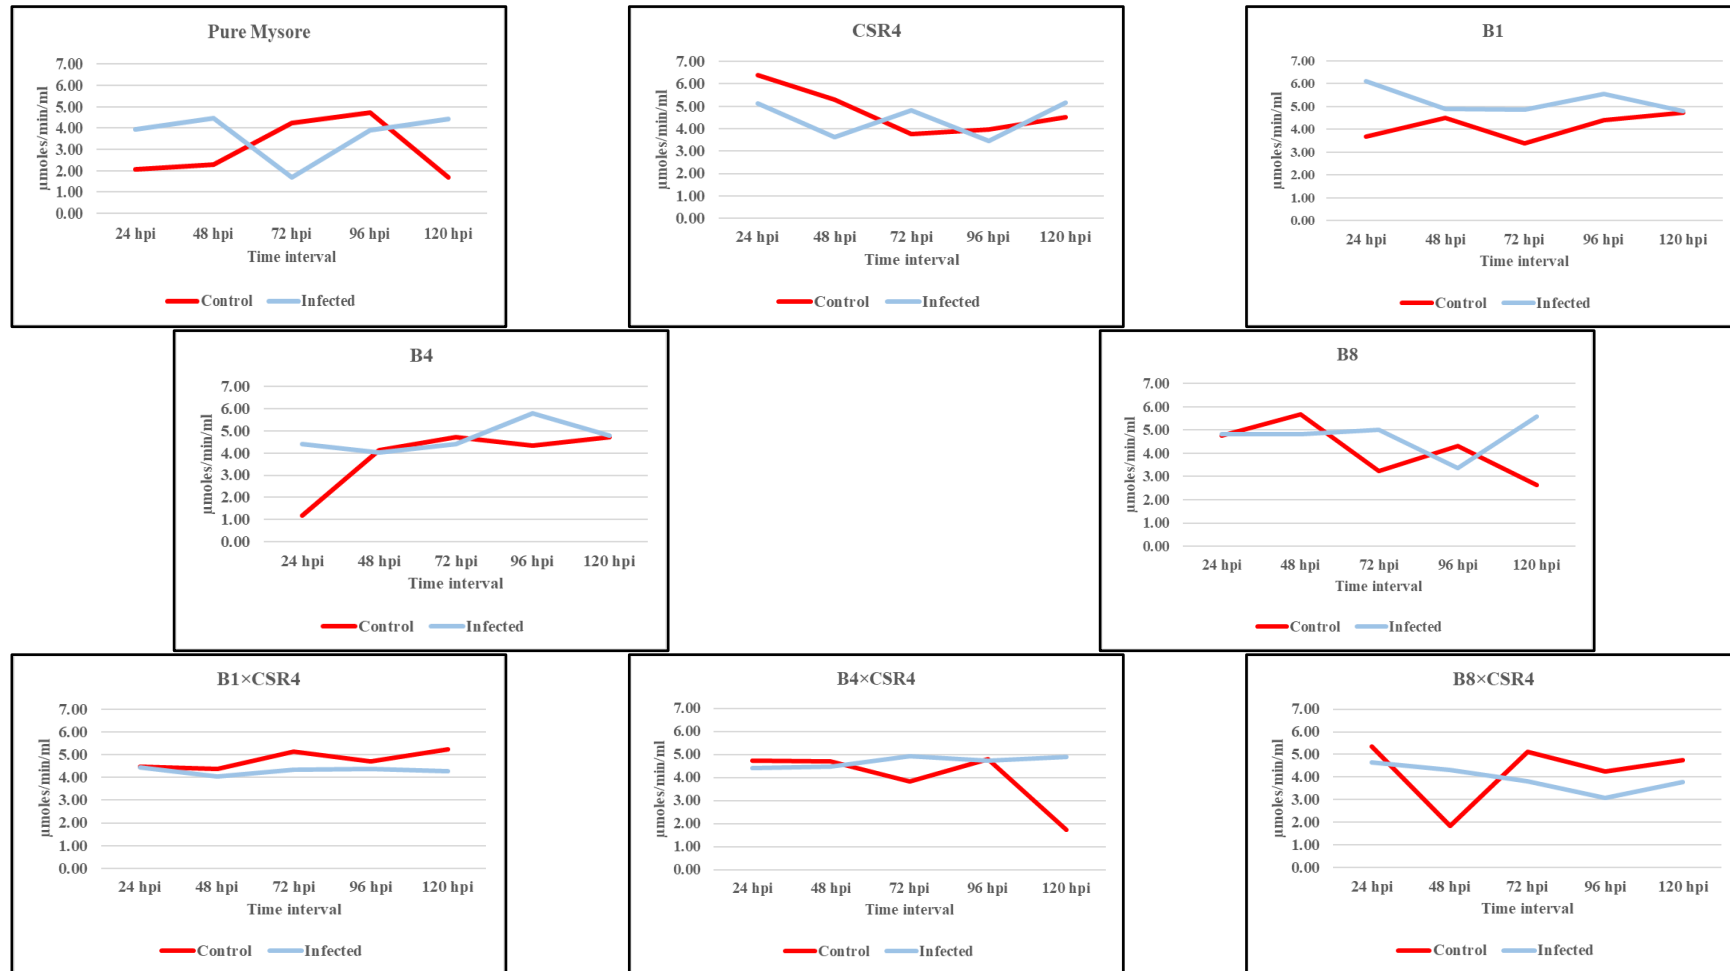 Pure Mysore
7.00
6.00
5.00
4.00
3.00
2.00
1.00
0.00
µmoles/min/ml
24 hpi 48 hpi 72 hpi 96 hpi 120 hpi
Time interval
Control Infected
CSR4
7.00
6.00
5.00
4.00
3.00
2.00
1.00
0.00
µmoles/min/ml
24 hpi 48 hpi 72 hpi 96 hpi 120 hpi
Time interval
Control Infected
B1
7.00
6.00
5.00
4.00
3.00
2.00
1.00
0.00
µmoles/min/ml
24 hpi 48 hpi 72 hpi 96 hpi 120 hpi
Time interval
Control Infected
B4
7.00
6.00
5.00
4.00
3.00
2.00
1.00
0.00
µmoles/min/ml
24 hpi 48 hpi 72 hpi 96 hpi 120 hpi
Time interval
Control Infected
B8
7.00
6.00
5.00
4.00
3.00
2.00
1.00
0.00
µmoles/min/ml
24 hpi 48 hpi 72 hpi 96 hpi 120 hpi
Time interval
Control Infected
B1×CSR4
7.00
6.00
5.00
4.00
3.00
2.00
1.00
0.00
µmoles/min/ml
24 hpi 48 hpi 72 hpi 96 hpi 120 hpi
Time interval
Control Infected
B4×CSR4
7.00
6.00
5.00
4.00
3.00
2.00
1.00
0.00
µmoles/min/ml
24 hpi 48 hpi 72 hpi 96 hpi 120 hpi
Time interval
Control Infected
B8×CSR4
7.00
6.00
5.00
4.00
3.00
2.00
1.00
0.00
µmoles/min/ml
24 hpi 48 hpi 72 hpi 96 hpi 120 hpi
Time interval
Control Infected